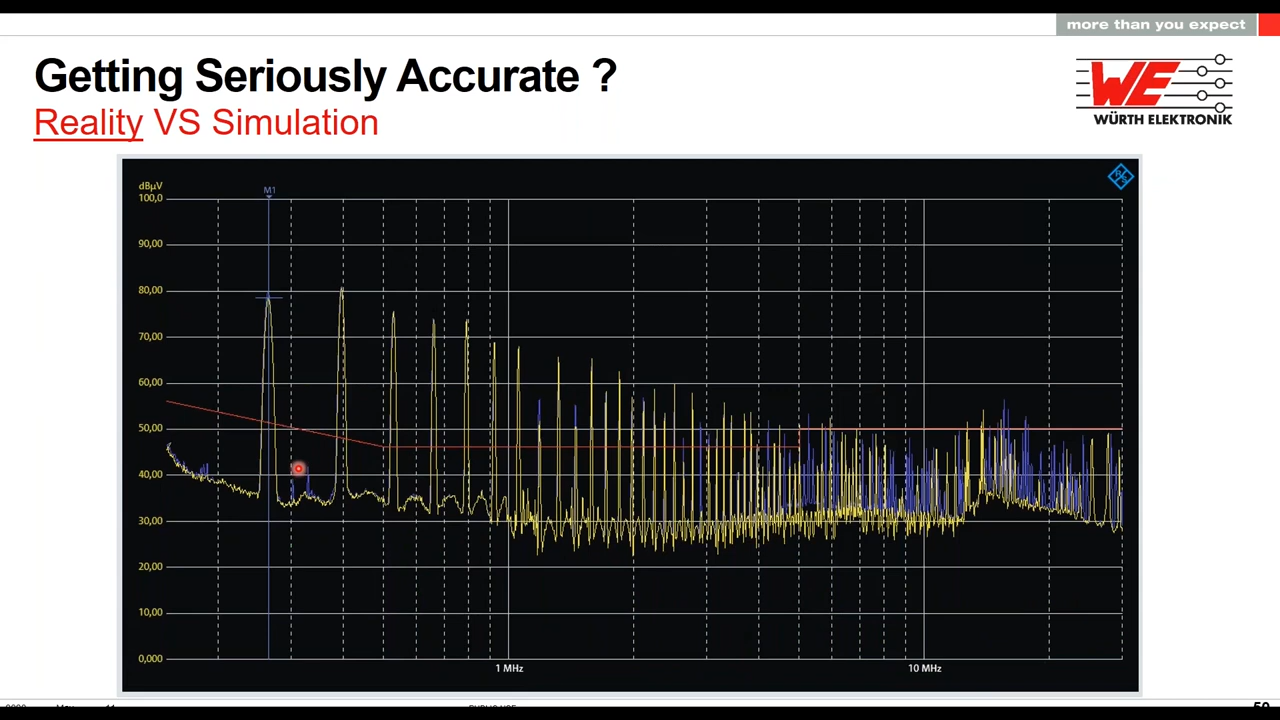 more than you expect
Getting Seriously Accurate ?
Reality VS Simulation
WE
WÜRTH ELEKTRONIK
dBµV
100,0
M1
R&S
90,00
80,00
70,00
60,00
50,00
40,00
30,00
20,00
10,00
0,000
1 MHz
10 MHz